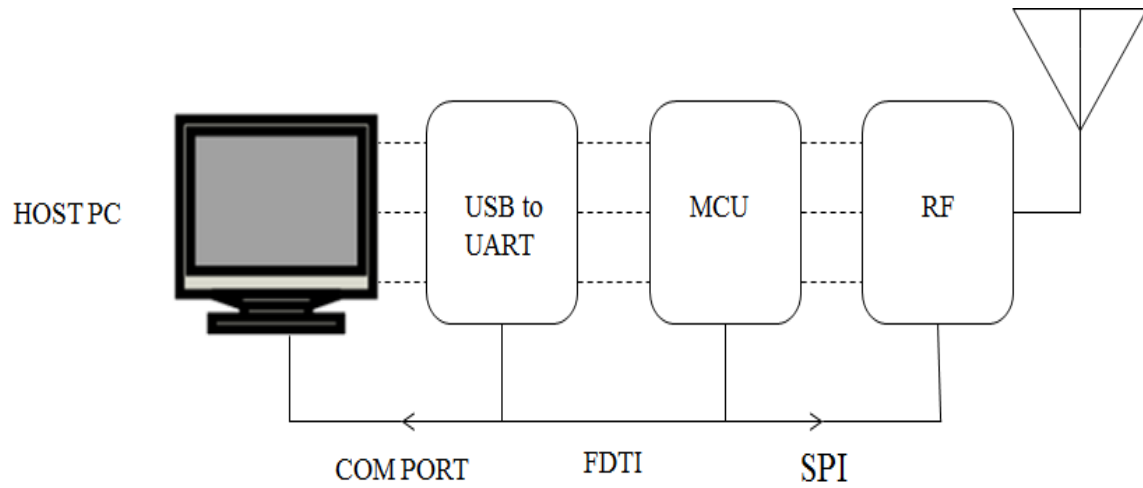 HOST PC
USB to
UART
MCU
RF
COM PORT
FDTI
SPI